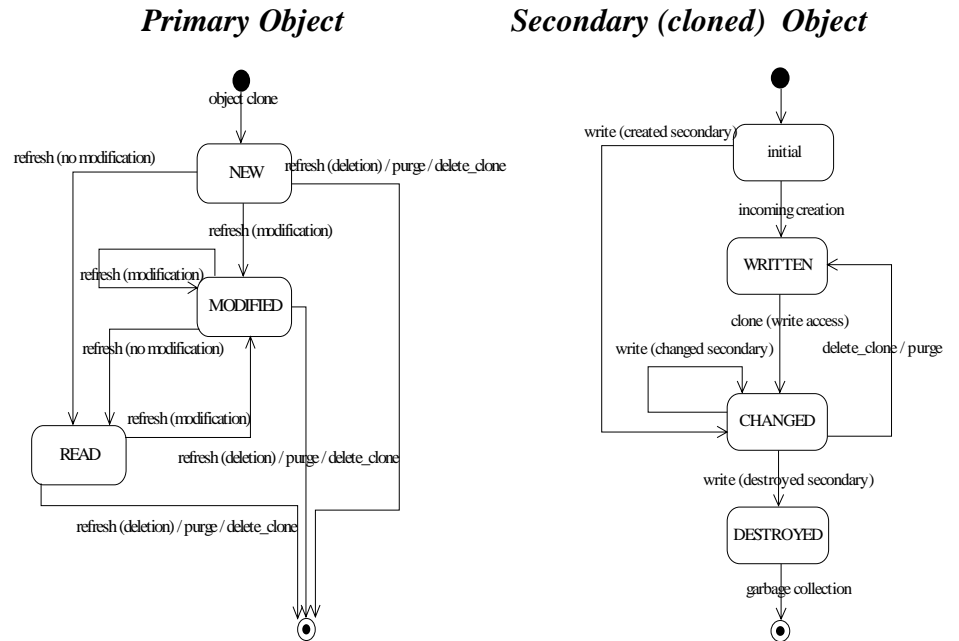 Primary Object
Secondary (cloned) Object
object clone
refresh (no modification)
NEW
refresh (deletion) / purge / delete_clone
refresh (modification)
refresh (modification)
MODIFIED
refresh (no modification)
refresh (modification)
READ
refresh (deletion) / purge / delete_clone
refresh (deletion) / purge / delete_clone
write (created secondary)
initial
incoming creation
WRITTEN
clone (write access)
write (changed secondary)
delete_clone / purge
CHANGED
write (destroyed secondary)
DESTROYED
garbage collection